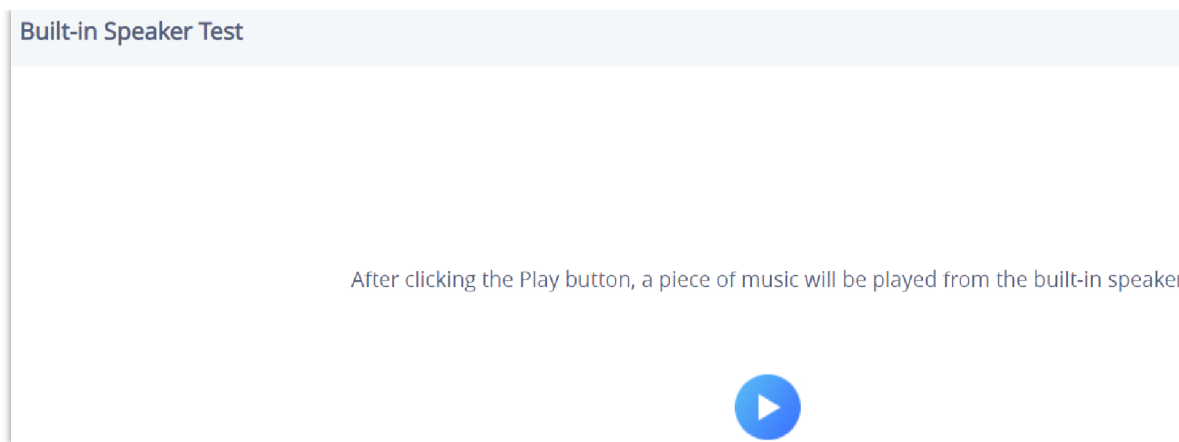 Built-in Speaker Test
After clicking the Play button, a piece of music will be played from the built-in speaker